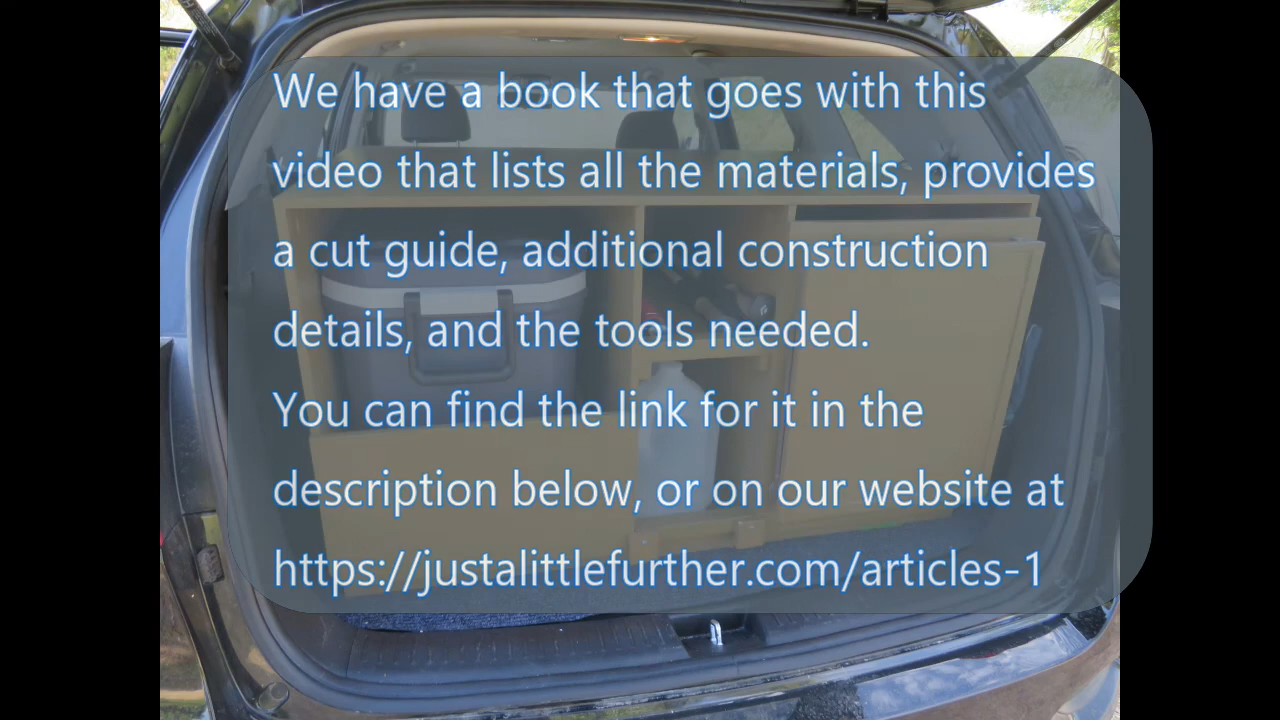 We have a book that goes with this
video that lists all the materials, provides
a cut guide, additional construction
details, and the tools needed.
You can find the link for it in the
description below, or on our website at
https://justalittlefurther.com/articles-1